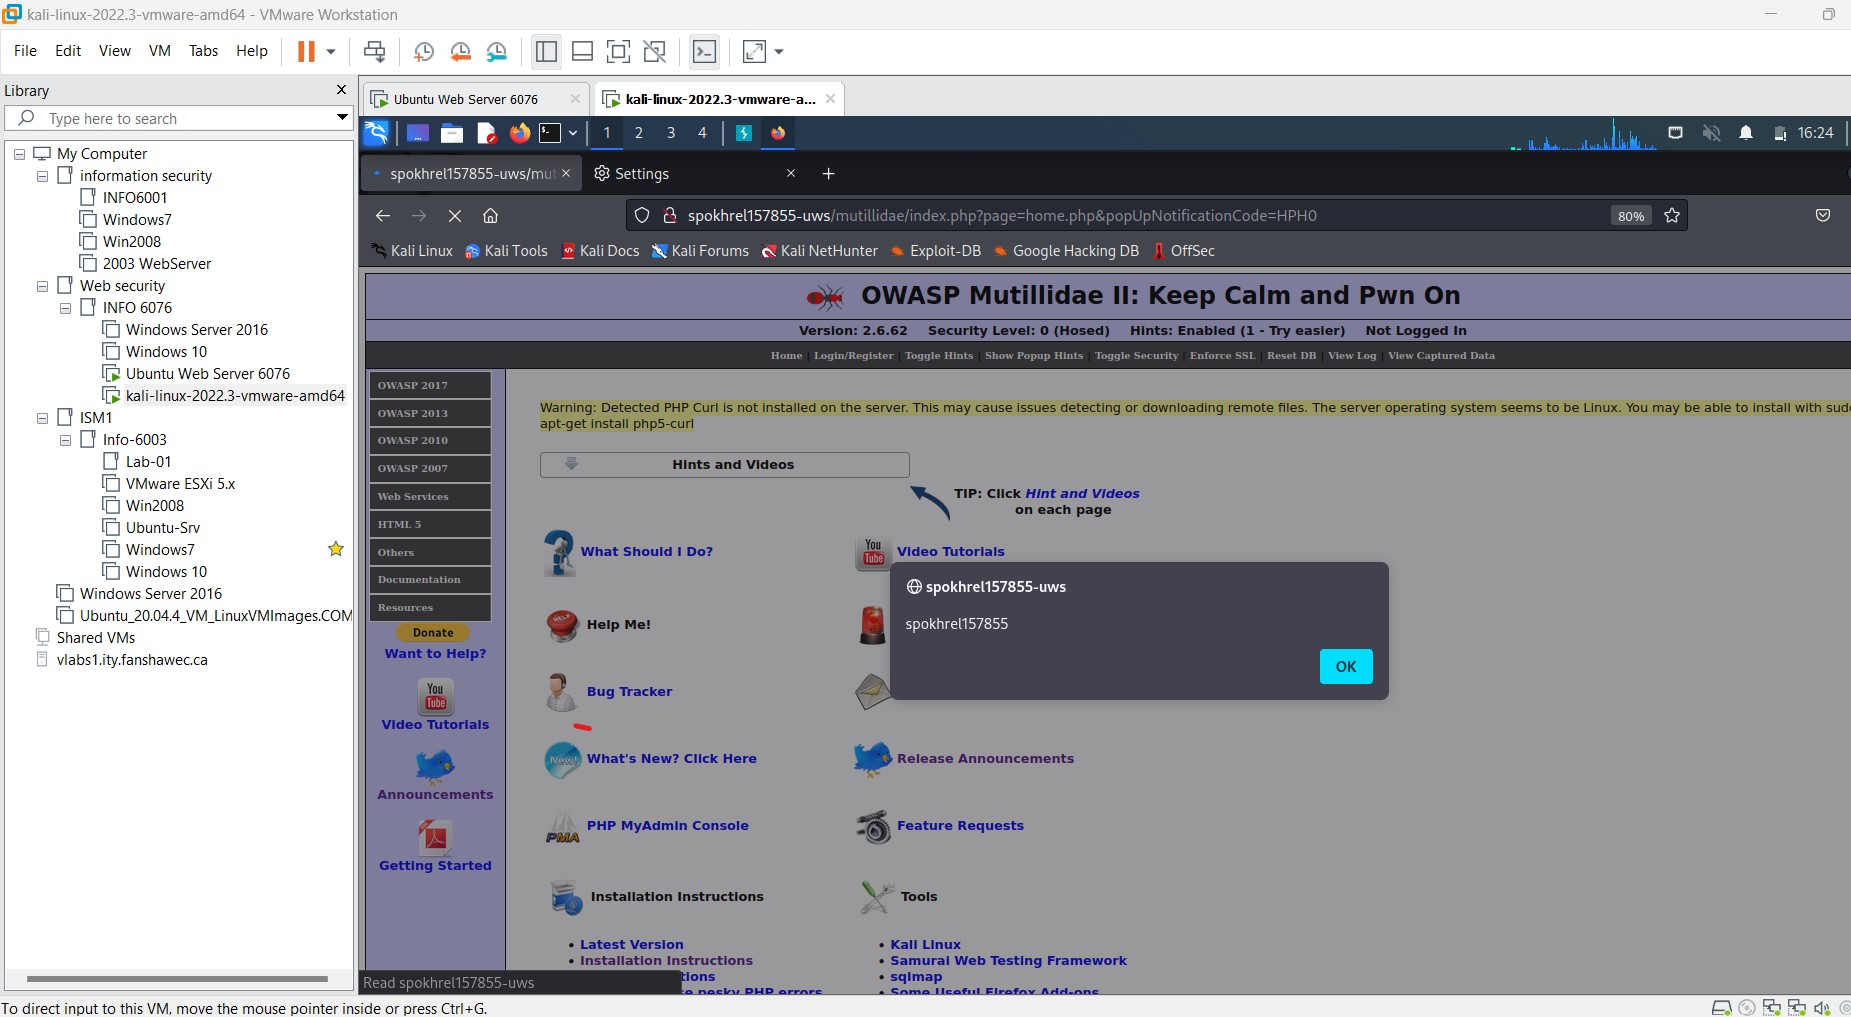 kali-linux-2022.3-vmware-amd64 - VMware Workstation
File Edit View VM Tabs Help
Library
Type here to search
My Computer
information security
INFO6001
Windows7
Win2008
2003 WebServer
Web security
INFO 6076
Windows Server 2016
Windows 10
Ubuntu Web Server 6076
kali-linux-2022.3-vmware-amd64
ISM1
Info-6003
Lab-01
VMware ESXi 5.x
Win2008
Ubuntu-Srv
Windows7
Windows 10
Windows Server 2016
Ubuntu_20.04.4_VM_LinuxVMImages.COM
Shared VMs
vlabs1.ity.fanshawec.ca
Ubuntu Web Server 6076
kali-linux-2022.3-vmware-a...
1 2 3 4
16:24
spokhrel157855-uws/mut
Settings
spokhrel157855-uws/mutillidae/index.php?page=home.php&popUpNotificationCode=HPH0
80%
Kali Linux Kali Tools Kali Docs Kali Forums Kali NetHunter Exploit-DB Google Hacking DB OffSec
OWASP Mutillidae II: Keep Calm and Pwn On
Version: 2.6.62 Security Level: 0 (Hosed) Hints: Enabled (1 - Try easier) Not Logged In
Home | Login/Register | Toggle Hints | Show Popup Hints | Toggle Security | Enforce SSL | Reset DB | View Log | View Captured Data
OWASP 2017
OWASP 2013
OWASP 2010
OWASP 2007
Web Services
HTML 5
Others
Documentation
Resources
Donate
Want to Help?
You Tube
Video Tutorials
Announcements
Getting Started
Warning: Detected PHP Curl is not installed on the server. This may cause issues detecting or downloading remote files. The server operating system seems to be Linux. You may be able to install with sudo
apt-get install php5-curl
Hints and Videos
TIP: Click Hint and Videos
on each page
What Should I Do?
You Tube
Video Tutorials
HELP
Help Me!
Bug Tracker
New!
What's New? Click Here
Release Announcements
PMA
PHP MyAdmin Console
Feature Requests
Installation Instructions
Tools
• Latest Version
• Installation Instructions
tions
e pesky PHP errors
• Kali Linux
• Samurai Web Testing Framework
• sqlmap
• Some Useful Firefox Add-ons
spokhrel157855-uws
spokhrel157855
OK
Read spokhrel157855-uws
To direct input to this VM, move the mouse pointer inside or press Ctrl+G.